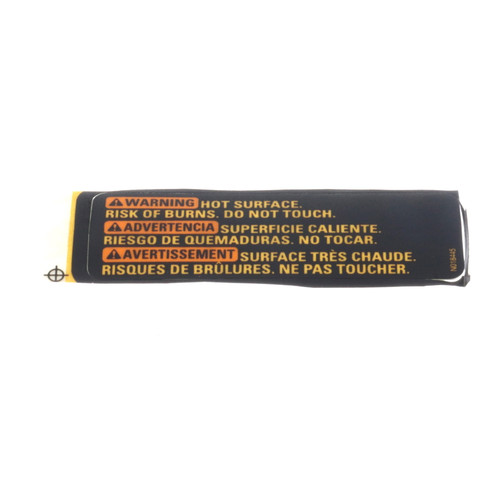 WARNING HOT SURFACE.
RISK OF BURNS. DO NOT TOUCH.
ADVERTENCIA SUPERFICIE CALIENTE.
RIESGO DE QUEMADURAS. NO TOCAR.
AVERTISSEMENT SURFACE TRÈS CHAUDE.
RISQUES DE BRÛLURES. NE PAS TOUCHER.